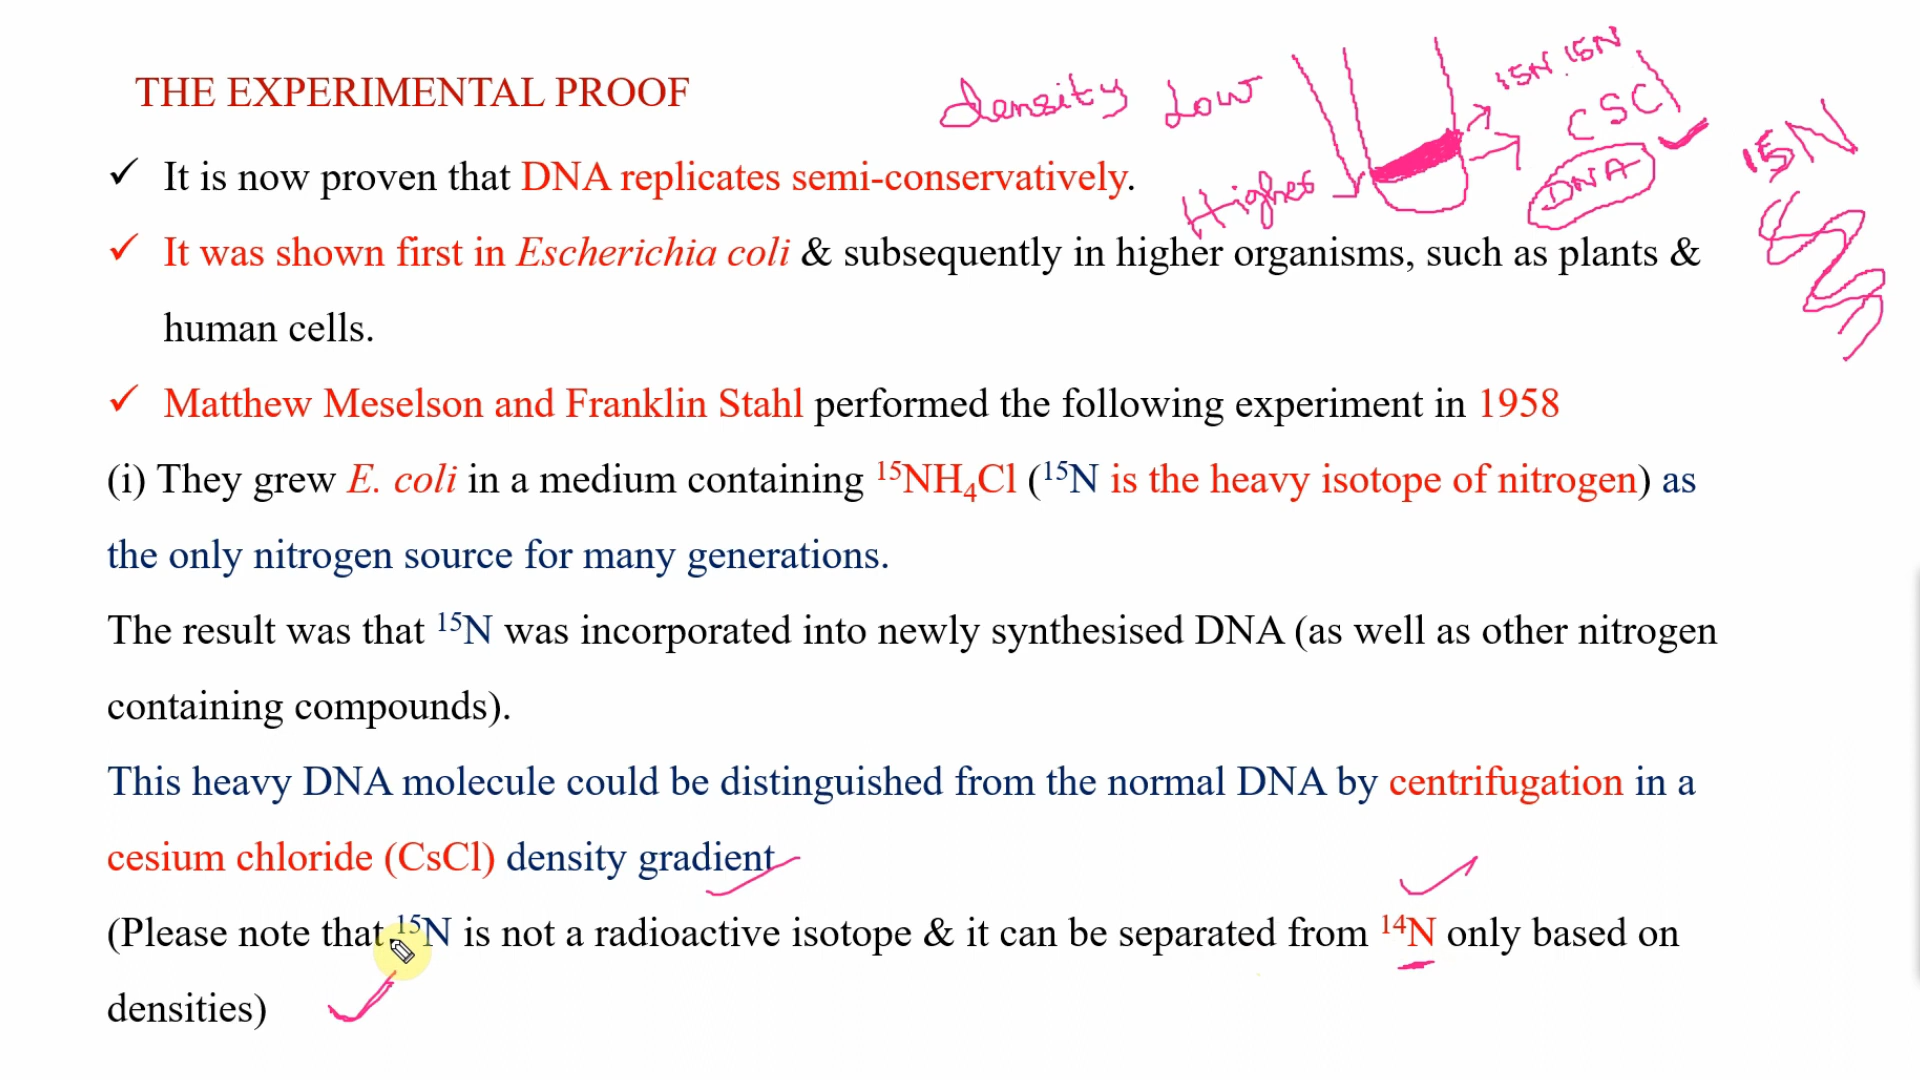 THE EXPERIMENTAL PROOF
density Low
15N 15N
CSCl
DNA
15N
Higher
✓ It is now proven that DNA replicates semi-conservatively.
✓ It was shown first in Escherichia coli & subsequently in higher organisms, such as plants &
human cells.
✓ Matthew Meselson and Franklin Stahl performed the following experiment in 1958
(i) They grew E. coli in a medium containing ¹⁵NH₄Cl (¹⁵N is the heavy isotope of nitrogen) as
the only nitrogen source for many generations.
The result was that ¹⁵N was incorporated into newly synthesised DNA (as well as other nitrogen
containing compounds).
This heavy DNA molecule could be distinguished from the normal DNA by centrifugation in a
cesium chloride (CsCl) density gradient
(Please note that ¹⁵N is not a radioactive isotope & it can be separated from ¹⁴N only based on
densities)